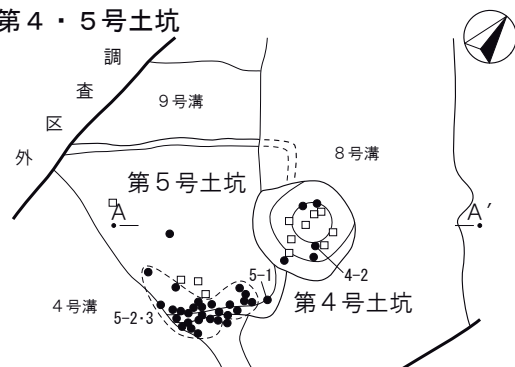 第４・５号土坑
調査区外
９号溝
８号溝
第５号土坑
A
A′
5-1
4-2
第４号土坑
４号溝
5-2・3